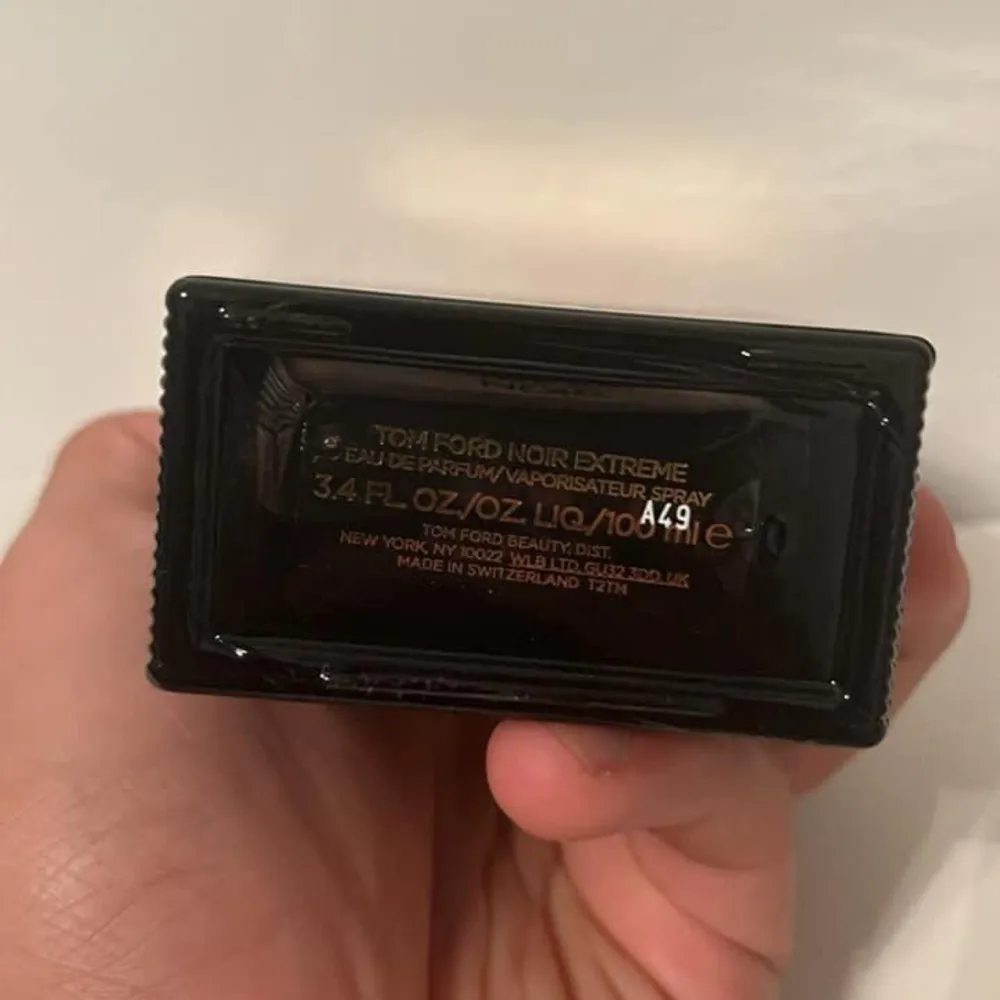 TOM FORD NOIR EXTREME
EAU DE PARFUM/VAPORISATEUR SPRAY
3.4 FL. OZ./OZ. LIQ./100 ml e
A49
TOM FORD BEAUTY, DIST.
NEW YORK, NY 10022 WLB LTD. GU32 3DD, UK
MADE IN SWITZERLAND T2TM